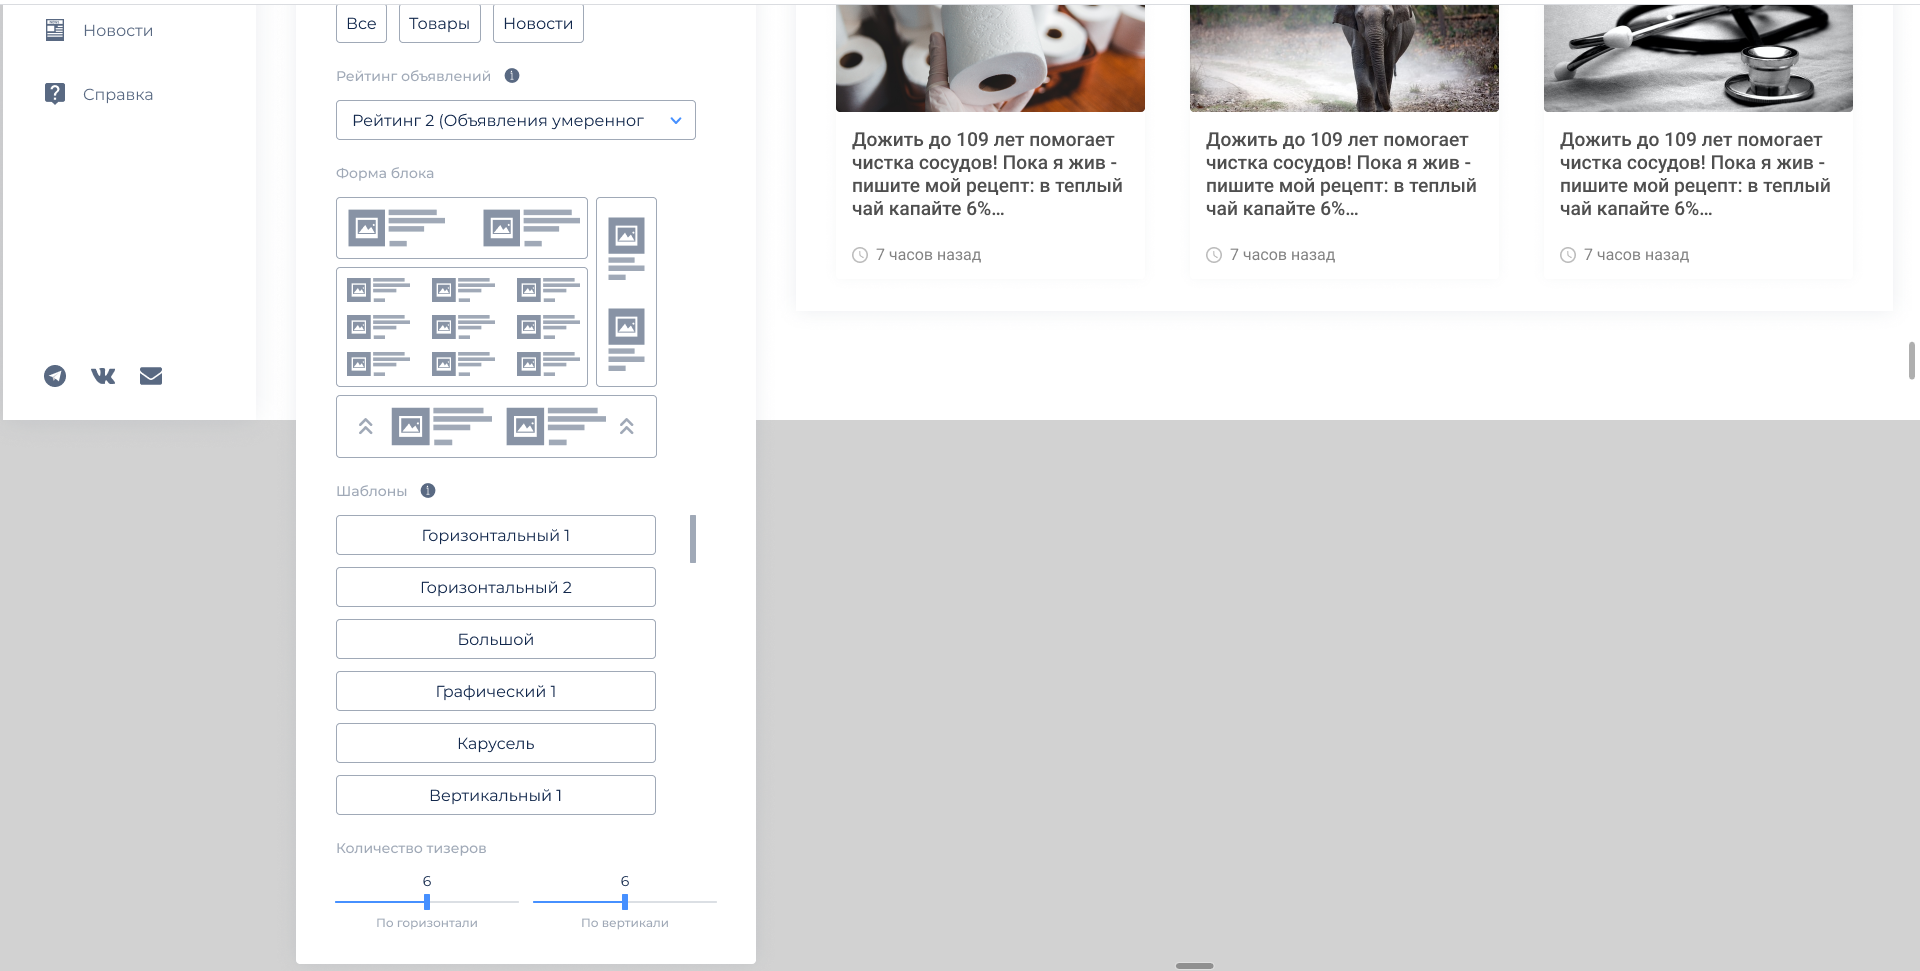 Новости
Справка
Все
Товары
Новости
Рейтинг объявлений
Рейтинг 2 (Объявления умеренног
Форма блока
Шаблоны
Горизонтальный 1
Горизонтальный 2
Большой
Графический 1
Карусель
Вертикальный 1
Количество тизеров
6
По горизонтали
6
По вертикали
Дожить до 109 лет помогает
чистка сосудов! Пока я жив -
пишите мой рецепт: в теплый
чай капайте 6%...
7 часов назад
Дожить до 109 лет помогает
чистка сосудов! Пока я жив -
пишите мой рецепт: в теплый
чай капайте 6%...
7 часов назад
Дожить до 109 лет помогает
чистка сосудов! Пока я жив -
пишите мой рецепт: в теплый
чай капайте 6%...
7 часов назад